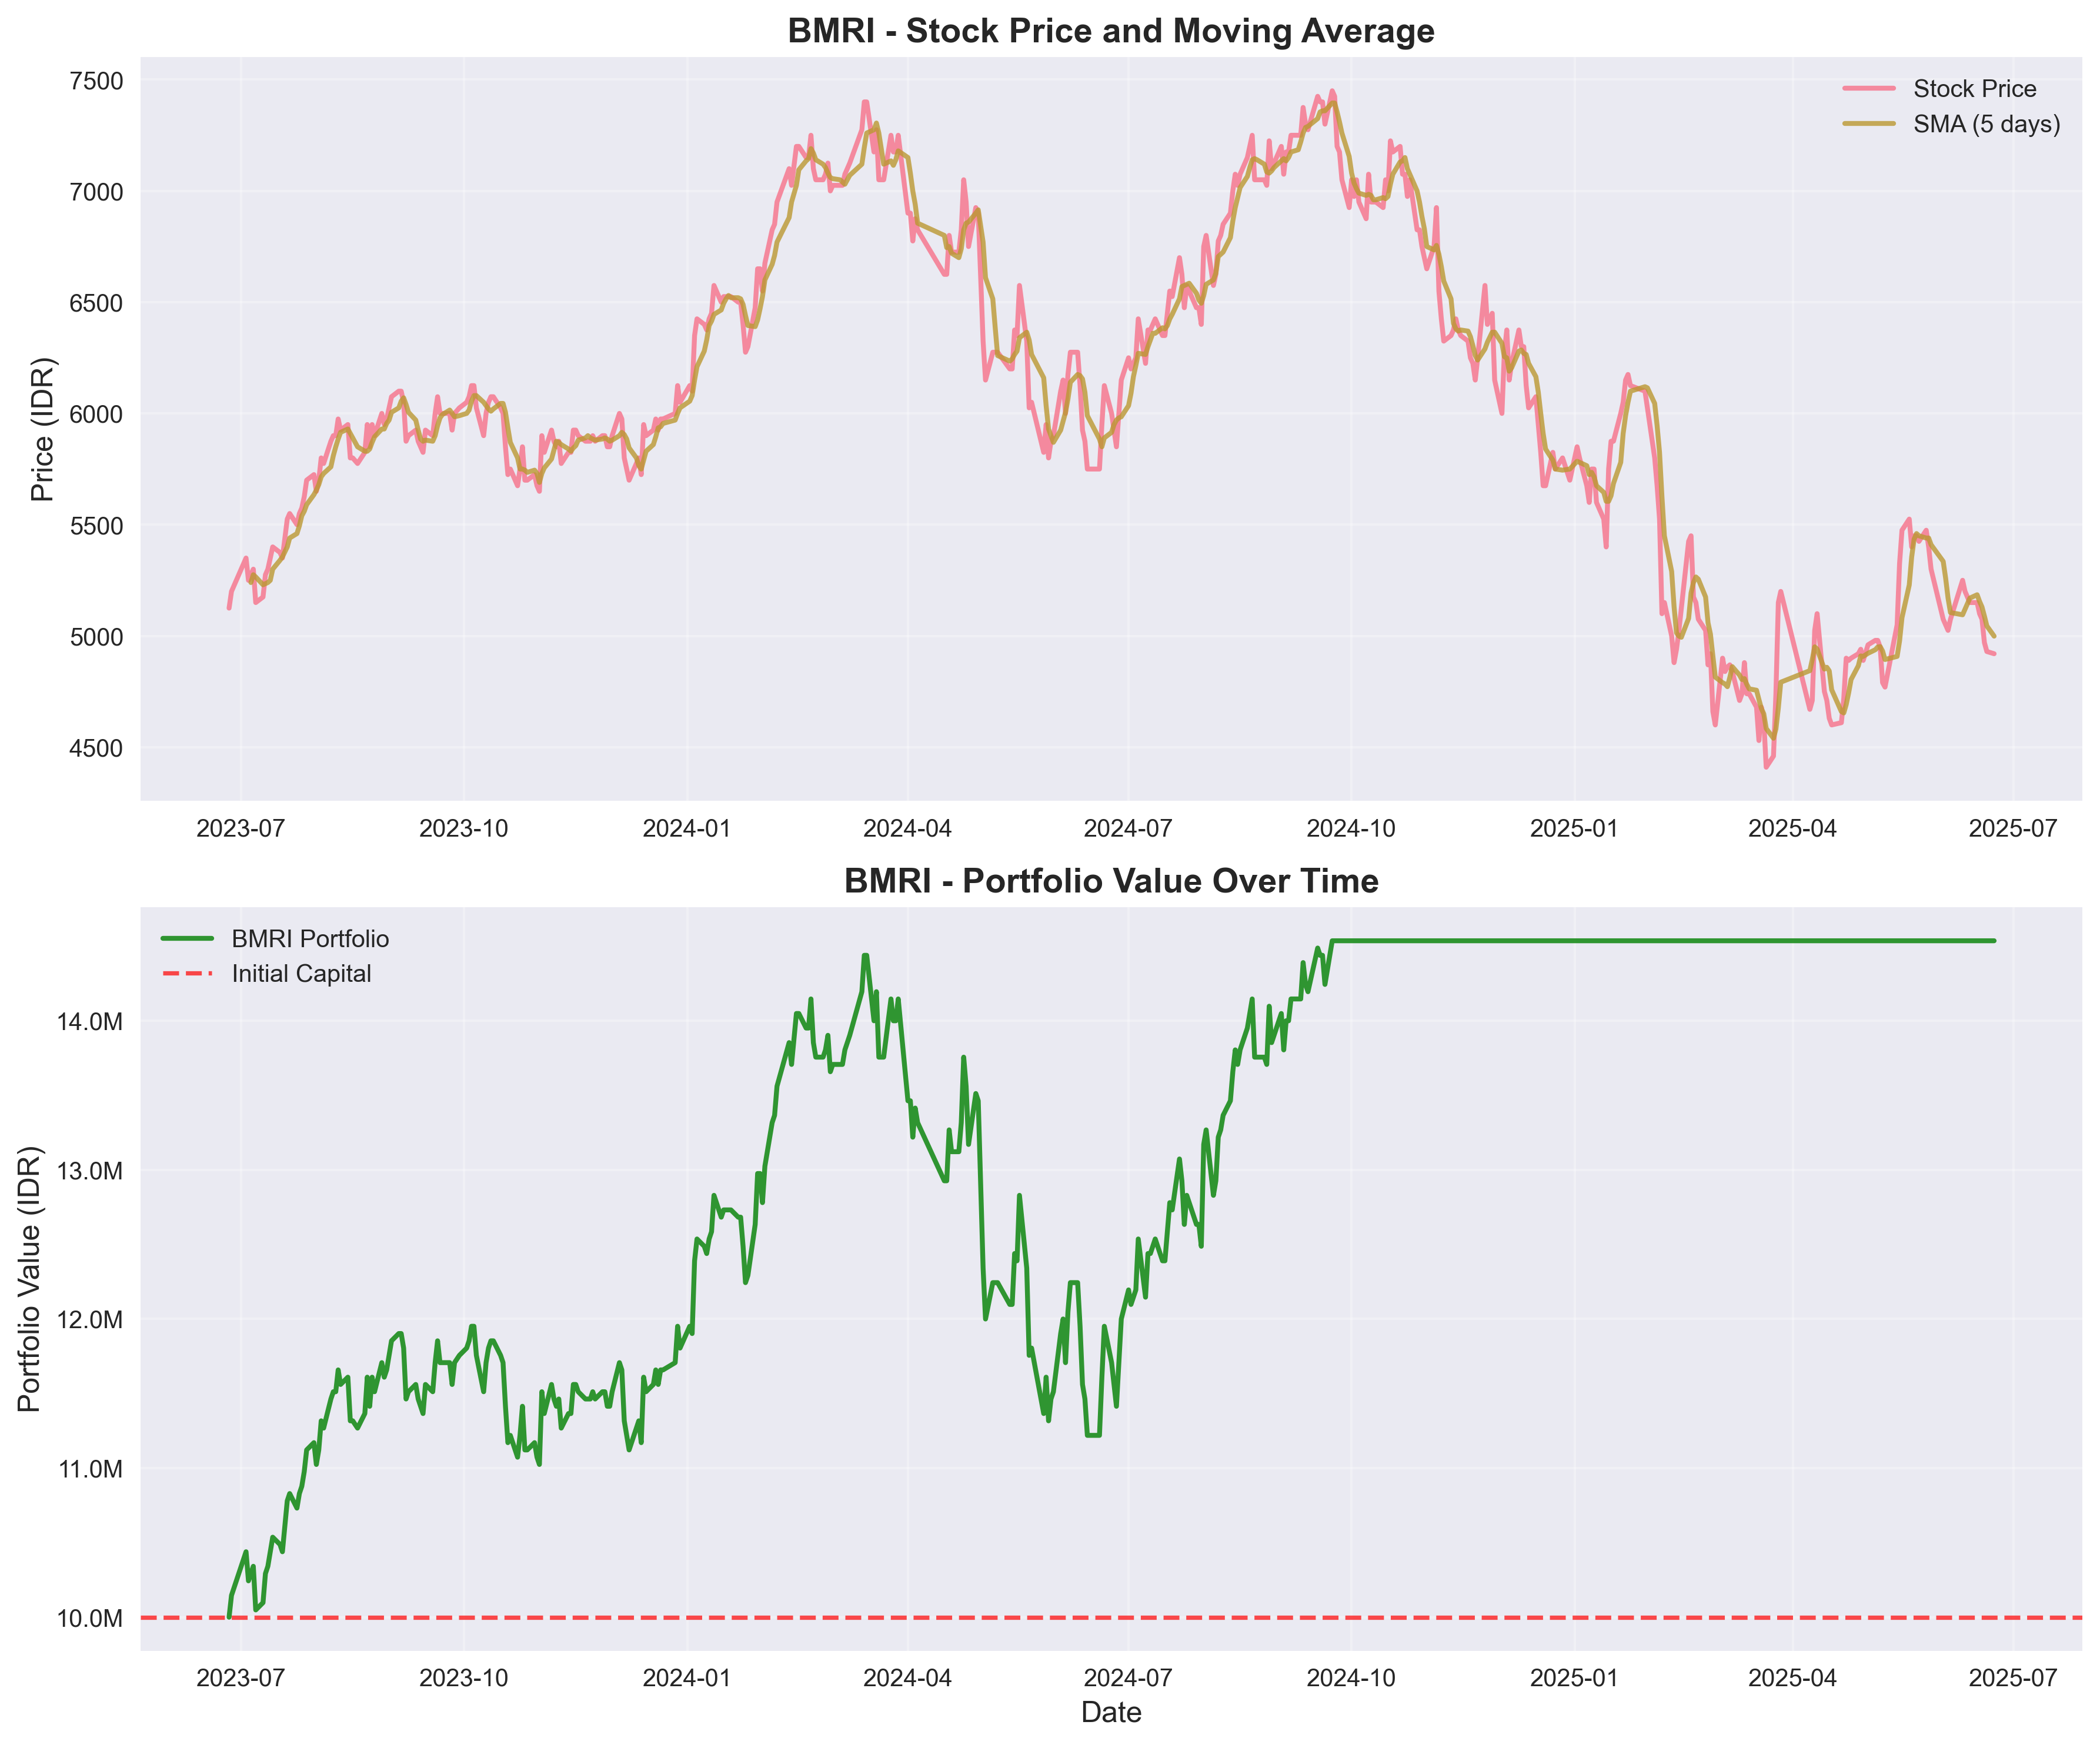 BMRI - Stock Price and Moving Average
7500
7000
6500
6000
5500
5000
4500
Price (IDR)
Stock Price
SMA (5 days)
2023-07
2023-10
2024-01
2024-04
2024-07
2024-10
2025-01
2025-04
2025-07
BMRI - Portfolio Value Over Time
BMRI Portfolio
Initial Capital
14.0M
13.0M
12.0M
11.0M
10.0M
Portfolio Value (IDR)
2023-07
2023-10
2024-01
2024-04
2024-07
2024-10
2025-01
2025-04
2025-07
Date